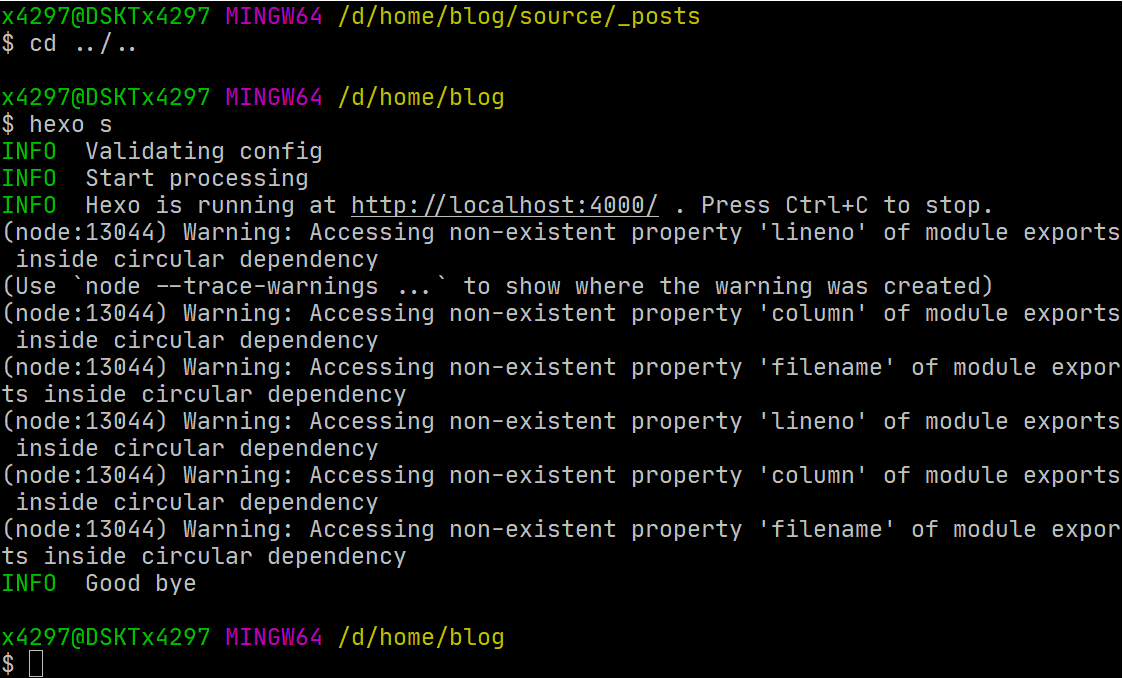 x4297@DSKTx4297 MINGW64 /d/home/blog/source/_posts
$ cd ../..
x4297@DSKTx4297 MINGW64 /d/home/blog
$ hexo s
INFO  Validating config
INFO  Start processing
INFO  Hexo is running at http://localhost:4000/ . Press Ctrl+C to stop.
(node:13044) Warning: Accessing non-existent property 'lineno' of module exports
 inside circular dependency
(Use `node --trace-warnings ...` to show where the warning was created)
(node:13044) Warning: Accessing non-existent property 'column' of module exports
 inside circular dependency
(node:13044) Warning: Accessing non-existent property 'filename' of module expor
ts inside circular dependency
(node:13044) Warning: Accessing non-existent property 'lineno' of module exports
 inside circular dependency
(node:13044) Warning: Accessing non-existent property 'column' of module exports
 inside circular dependency
(node:13044) Warning: Accessing non-existent property 'filename' of module expor
ts inside circular dependency
INFO  Good bye
x4297@DSKTx4297 MINGW64 /d/home/blog
$